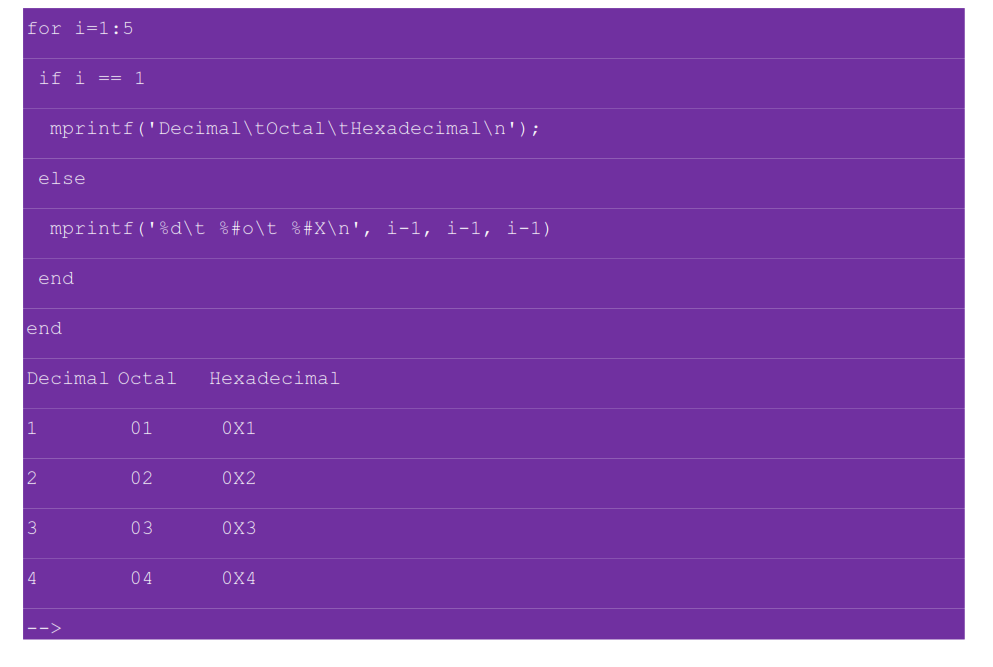 for i=1:5
 if i == 1
  mprintf('Decimal\tOctal\tHexadecimal\n');
 else
  mprintf('%d\t %#o\t %#X\n', i-1, i-1, i-1)
 end
end
Decimal Octal   Hexadecimal
1        01      0X1
2        02      0X2
3        03      0X3
4        04      0X4
-->